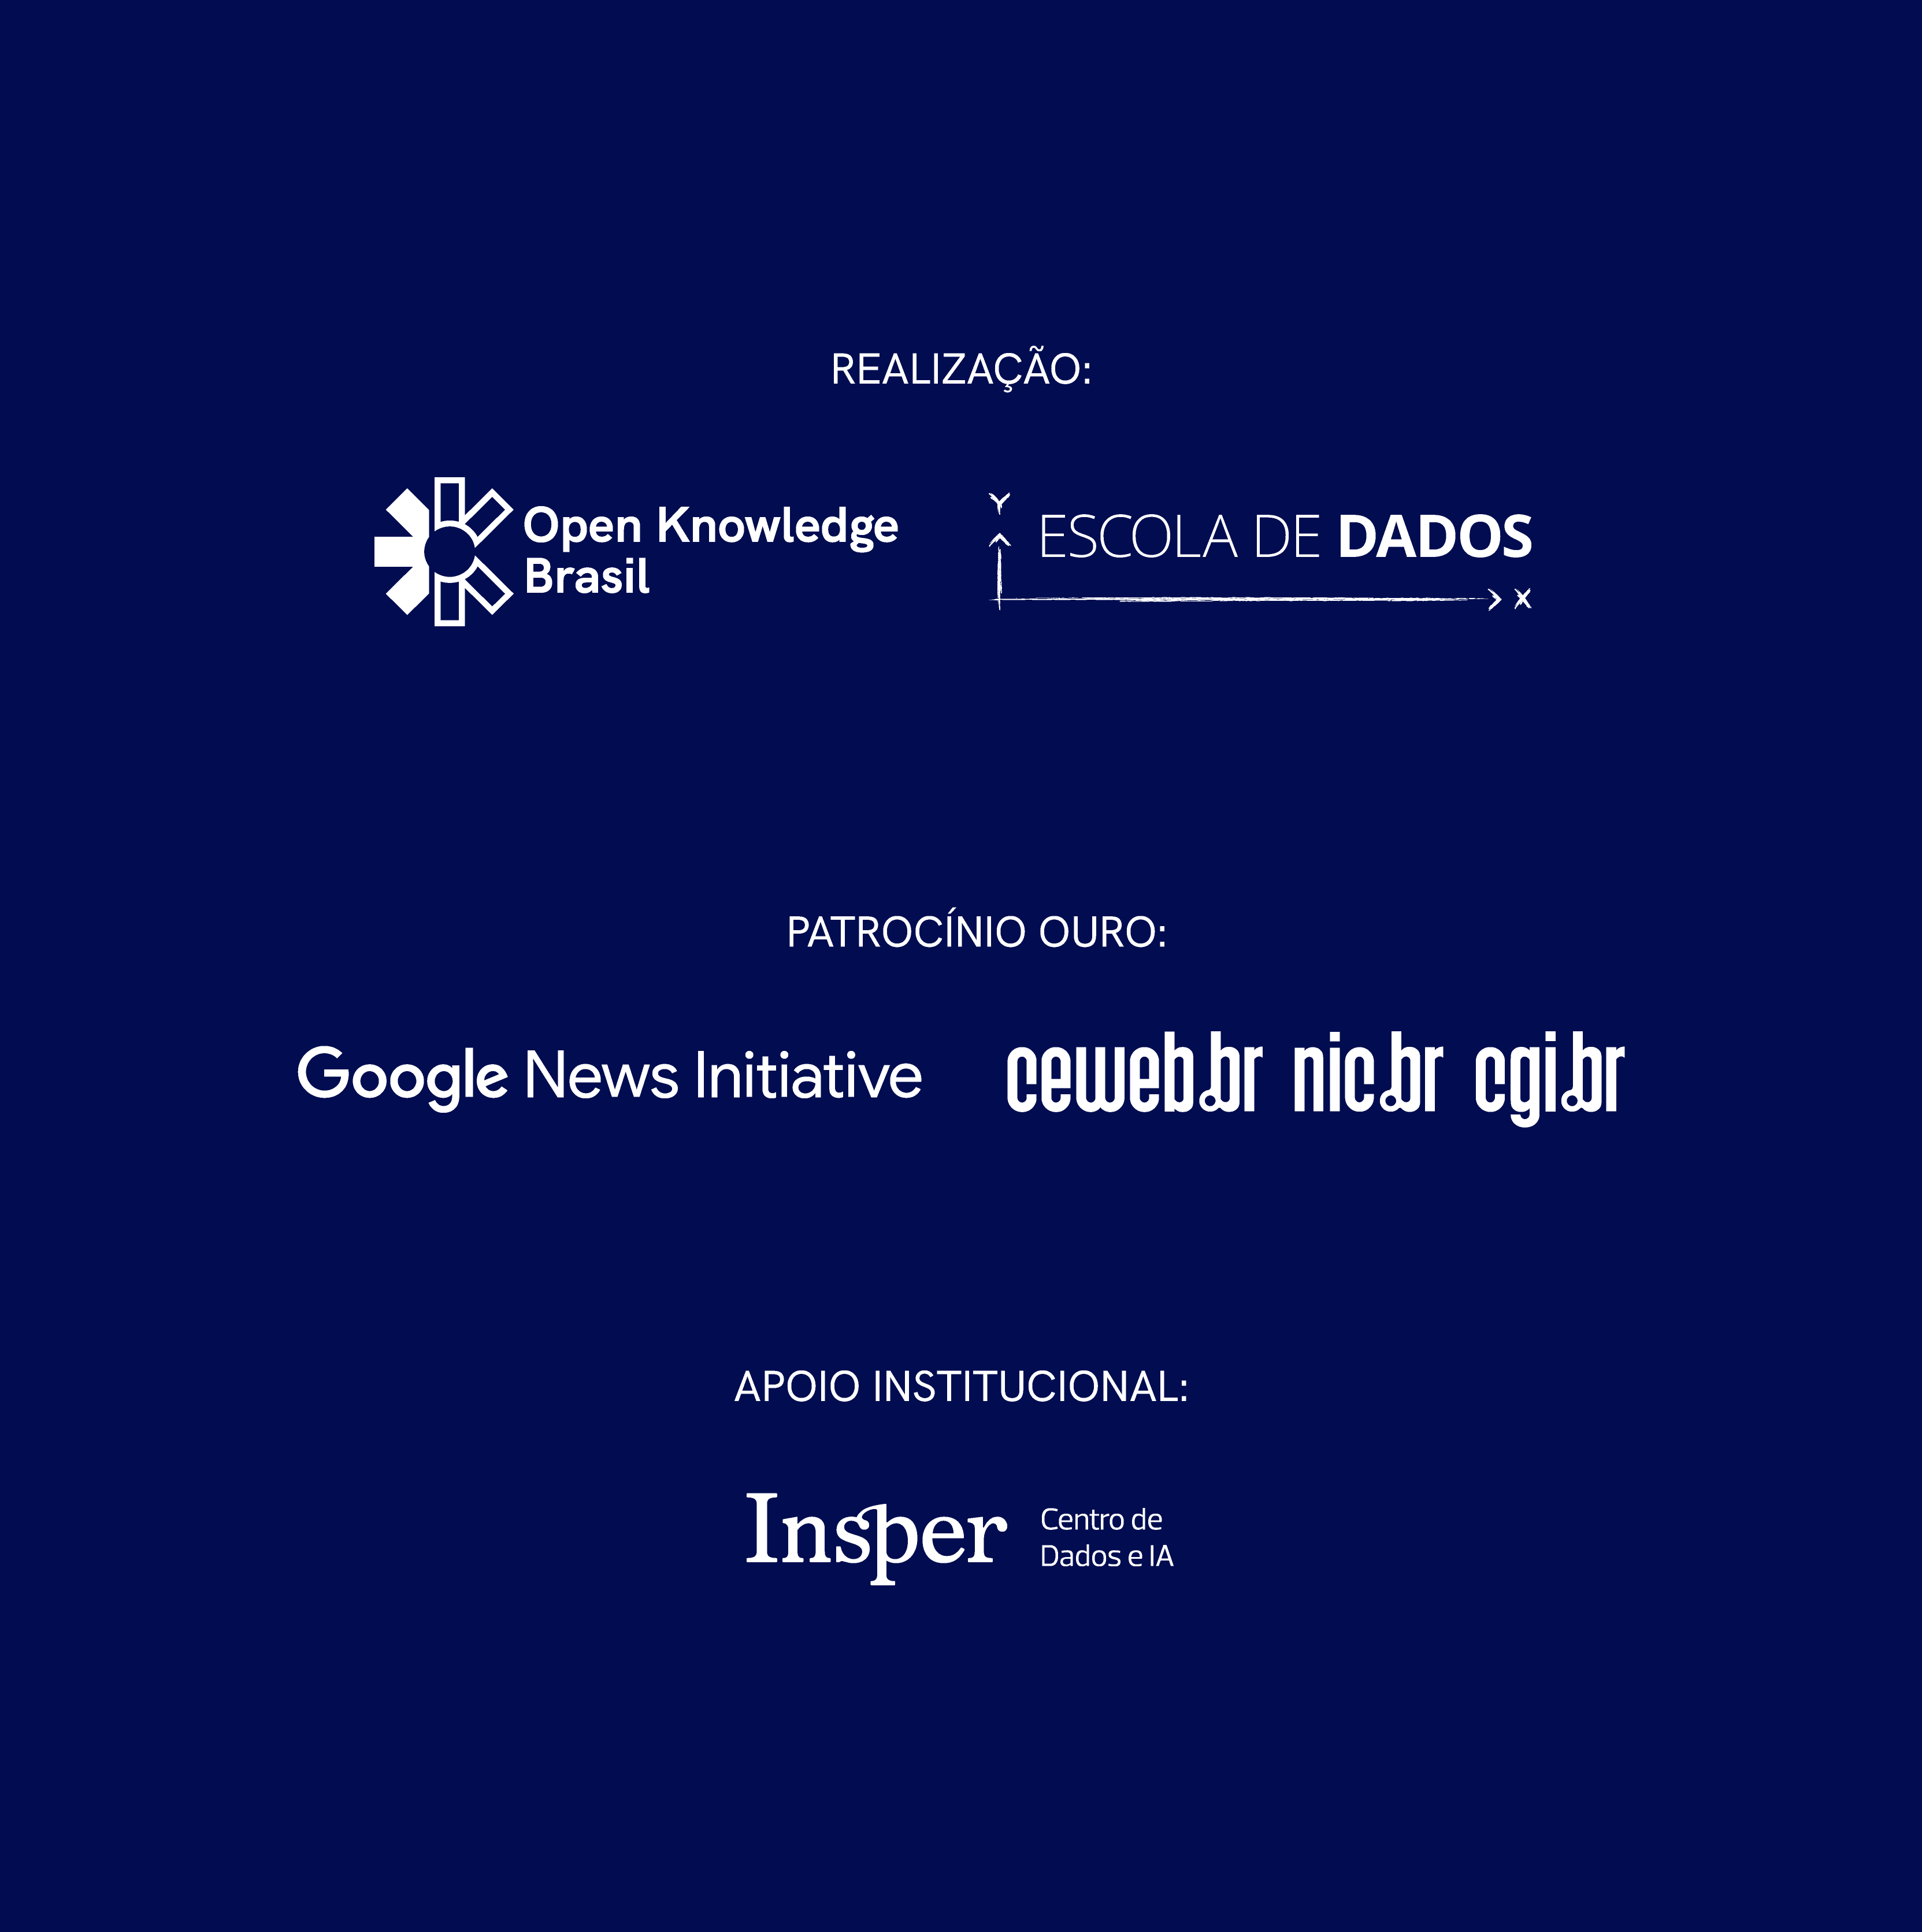 REALIZAÇÃO:
Open Knowledge
Brasil
Y
ESCOLA DE DADOS
X
PATROCÍNIO OURO:
Google News Initiative
ceweb.br nic.br cgi.br
APOIO INSTITUCIONAL:
Insper
Centro de
Dados e IA